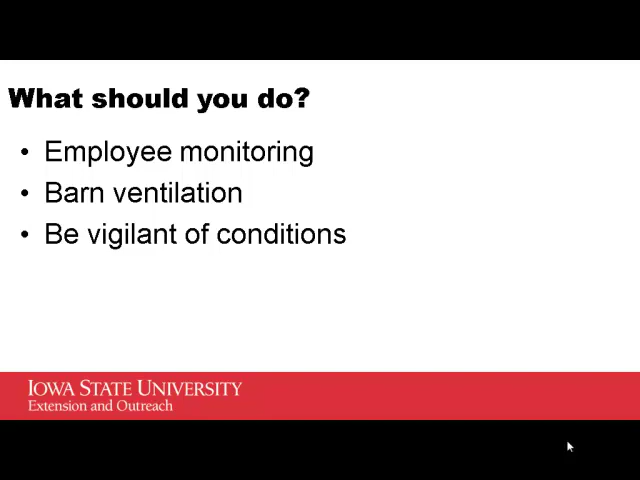 What should you do?
• Employee monitoring
• Barn ventilation
• Be vigilant of conditions
IOWA STATE UNIVERSITY
Extension and Outreach